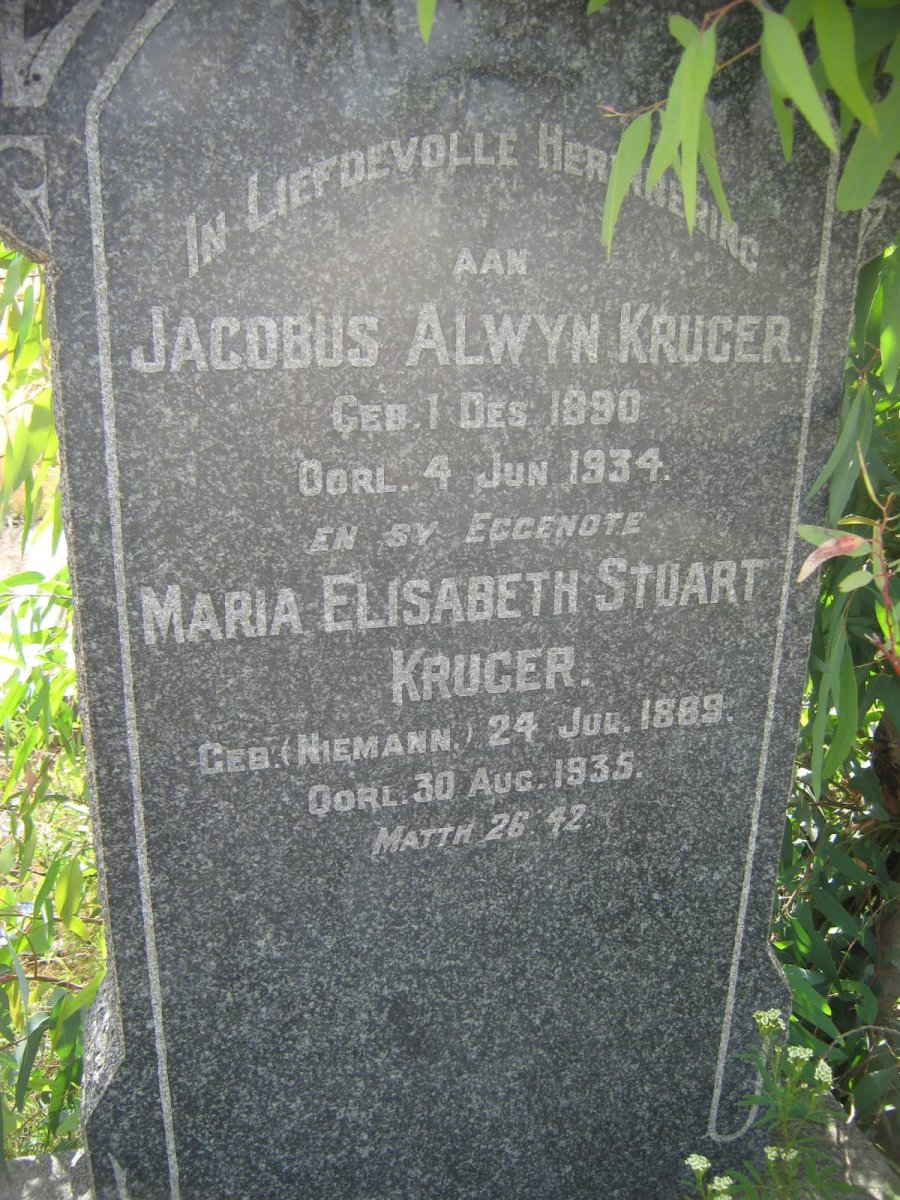 In Liefdevolle Herinnering
AAN
JACOBUS ALWYN KRUGER.
GEB. 1 DES 1890
OORL. 4 JUN 1934.
EN SY EGGENOTE
MARIA ELISABETH STUART
KRUGER.
GEB. (NIEMANN.) 24 JUL. 1889.
OORL. 30 AUG. 1935.
MATTH 26 42.